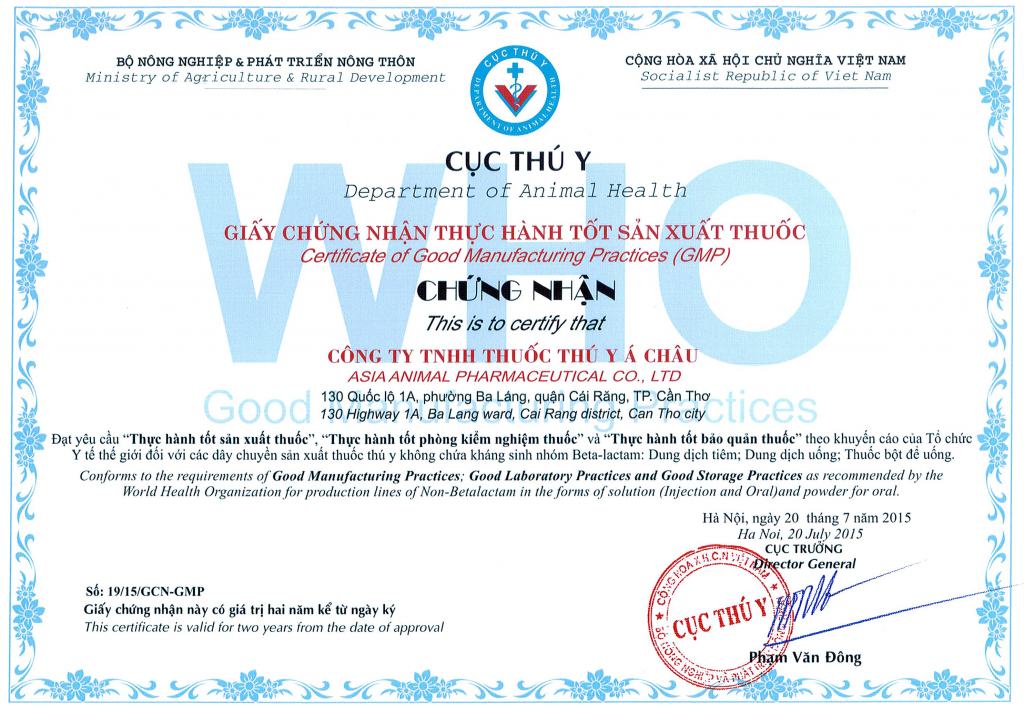 BỘ NÔNG NGHIỆP & PHÁT TRIỂN NÔNG THÔN
Ministry of Agriculture & Rural Development
CỤC THÚ Y
DEPARTMENT OF ANIMAL HEALTH
CỘNG HÒA XÃ HỘI CHỦ NGHĨA VIỆT NAM
Socialist Republic of Viet Nam
WHO
Good Manufacturing Practices
CỤC THÚ Y
Department of Animal Health
GIẤY CHỨNG NHẬN THỰC HÀNH TỐT SẢN XUẤT THUỐC
Certificate of Good Manufacturing Practices (GMP)
CHỨNG NHẬN
This is to certify that
CÔNG TY TNHH THUỐC THÚ Y Á CHÂU
ASIA ANIMAL PHARMACEUTICAL CO., LTD
130 Quốc lộ 1A, phường Ba Láng, quận Cái Răng, TP. Cần Thơ
130 Highway 1A, Ba Lang ward, Cai Rang district, Can Tho city
Đạt yêu cầu “Thực hành tốt sản xuất thuốc”, “Thực hành tốt phòng kiểm nghiệm thuốc” và “Thực hành tốt bảo quản thuốc” theo khuyến cáo của Tổ chức
Y tế thế giới đối với các dây chuyền sản xuất thuốc thú y không chứa kháng sinh nhóm Beta-lactam: Dung dịch tiêm; Dung dịch uống; Thuốc bột để uống.
Conforms to the requirements of Good Manufacturing Practices; Good Laboratory Practices and Good Storage Practices as recommended by the
World Health Organization for production lines of Non-Betalactam in the forms of solution (Injection and Oral)and powder for oral.
Hà Nội, ngày 20 tháng 7 năm 2015
Ha Noi, 20 July 2015
CỤC TRƯỞNG
Director General
CỘNG HÒA X.H.C.N VIỆT NAM
CỤC THÚ Y
BỘ NÔNG NGHIỆP VÀ PHÁT
Phạm Văn Đông
Số: 19/15/GCN-GMP
Giấy chứng nhận này có giá trị hai năm kể từ ngày ký
This certificate is valid for two years from the date of approval